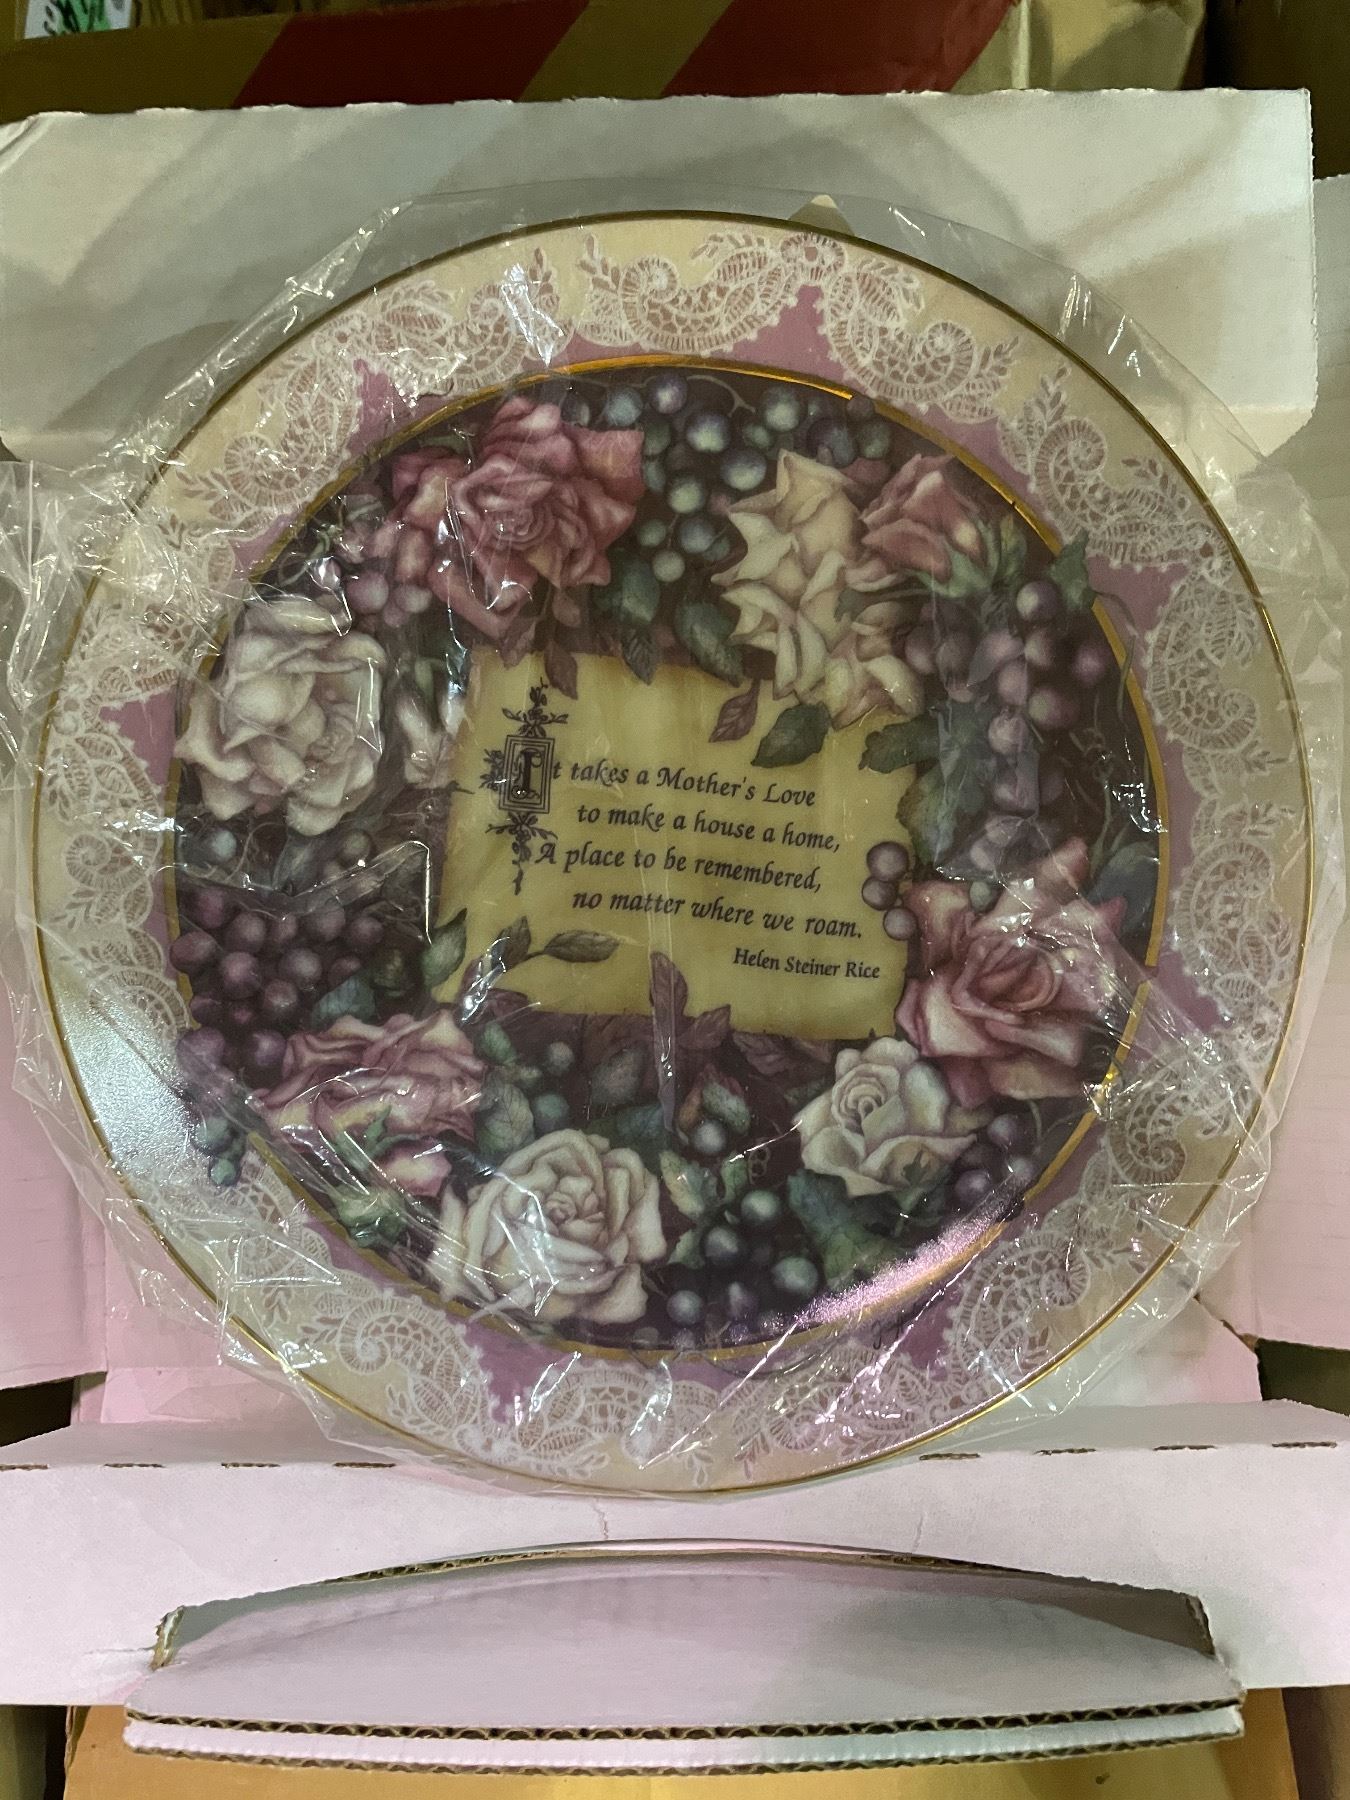 It takes a Mother's Love
to make a house a home,
A place to be remembered,
no matter where we roam.
Helen Steiner Rice